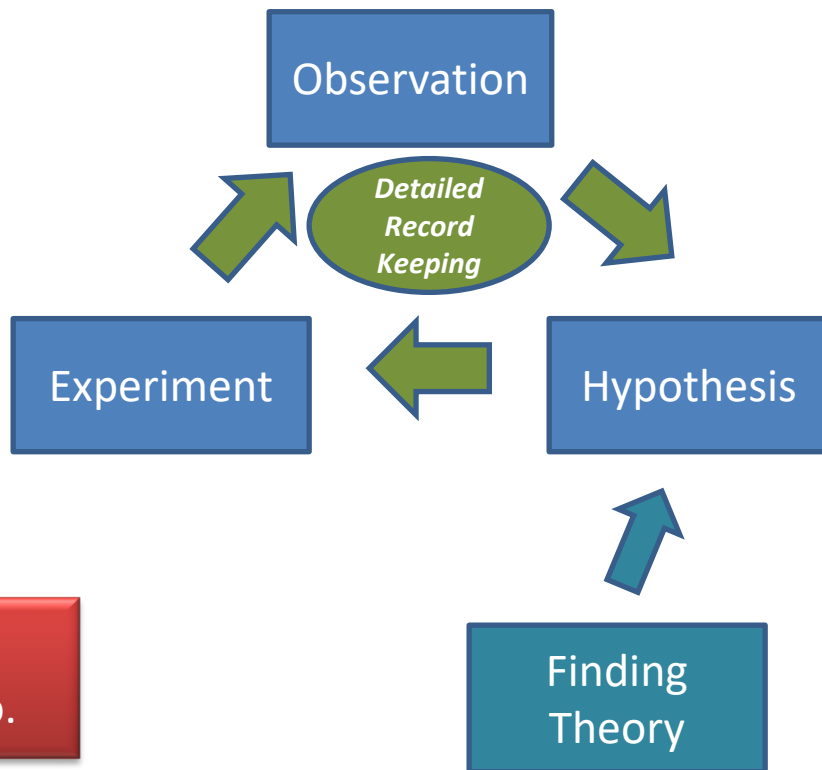 Observation
Detailed
Record
Keeping
Experiment
Hypothesis
Finding
Theory